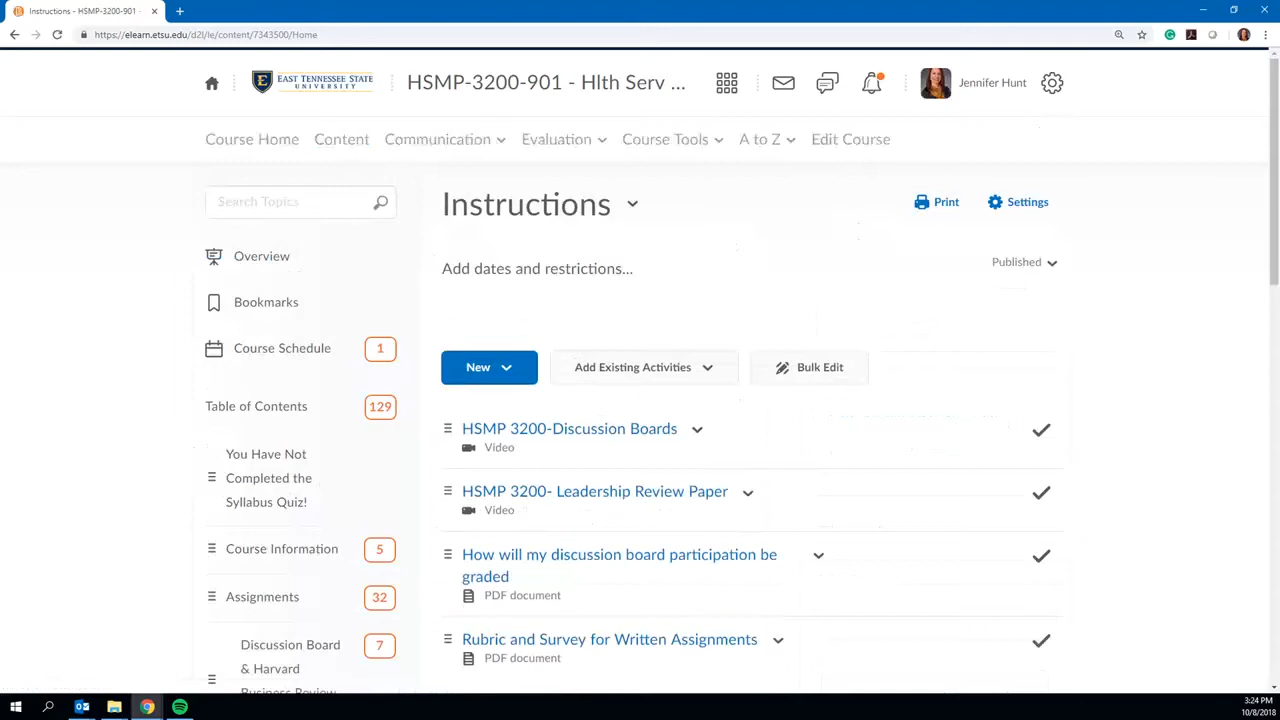 Instructions - HSMP-3200-901 -
https://elearn.etsu.edu/d2l/le/content/7343500/Home
E EAST TENNESSEE STATE
UNIVERSITY
HSMP-3200-901 - Hlth Serv ...
Jennifer Hunt
Course Home Content Communication Evaluation Course Tools A to Z Edit Course
Search Topics
Instructions
Print Settings
Overview
Add dates and restrictions...
Published
Bookmarks
Course Schedule 1
New Add Existing Activities Bulk Edit
Table of Contents 129
HSMP 3200-Discussion Boards
Video
You Have Not
Completed the
Syllabus Quiz!
HSMP 3200- Leadership Review Paper
Video
Course Information 5
How will my discussion board participation be
graded
PDF document
Assignments 32
Rubric and Survey for Written Assignments
PDF document
Discussion Board 7
& Harvard
Business Review
3:24 PM
10/8/2018